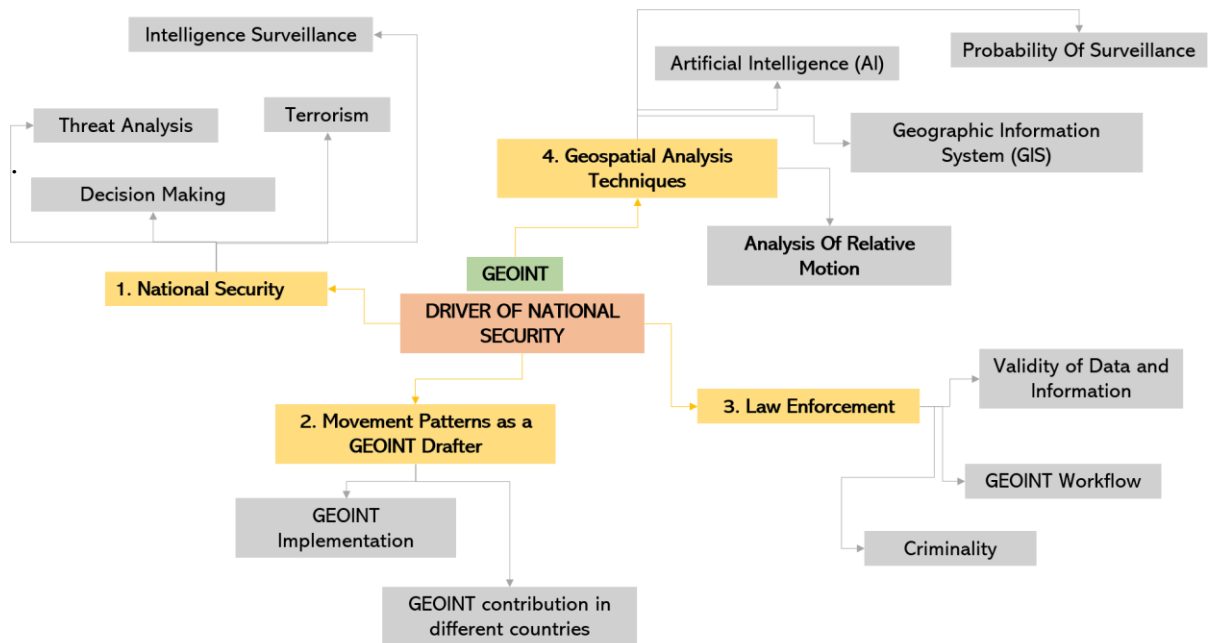 Intelligence Surveillance
Probability Of Surveillance
Artificial Intelligence (AI)
Threat Analysis
Terrorism
Geographic Information
System (GIS)
4. Geospatial Analysis
Techniques
Decision Making
Analysis Of Relative
Motion
GEOINT
1. National Security
DRIVER OF NATIONAL
SECURITY
Validity of Data and
Information
3. Law Enforcement
2. Movement Patterns as a
GEOINT Drafter
GEOINT Workflow
GEOINT
Implementation
Criminality
GEOINT contribution in
different countries